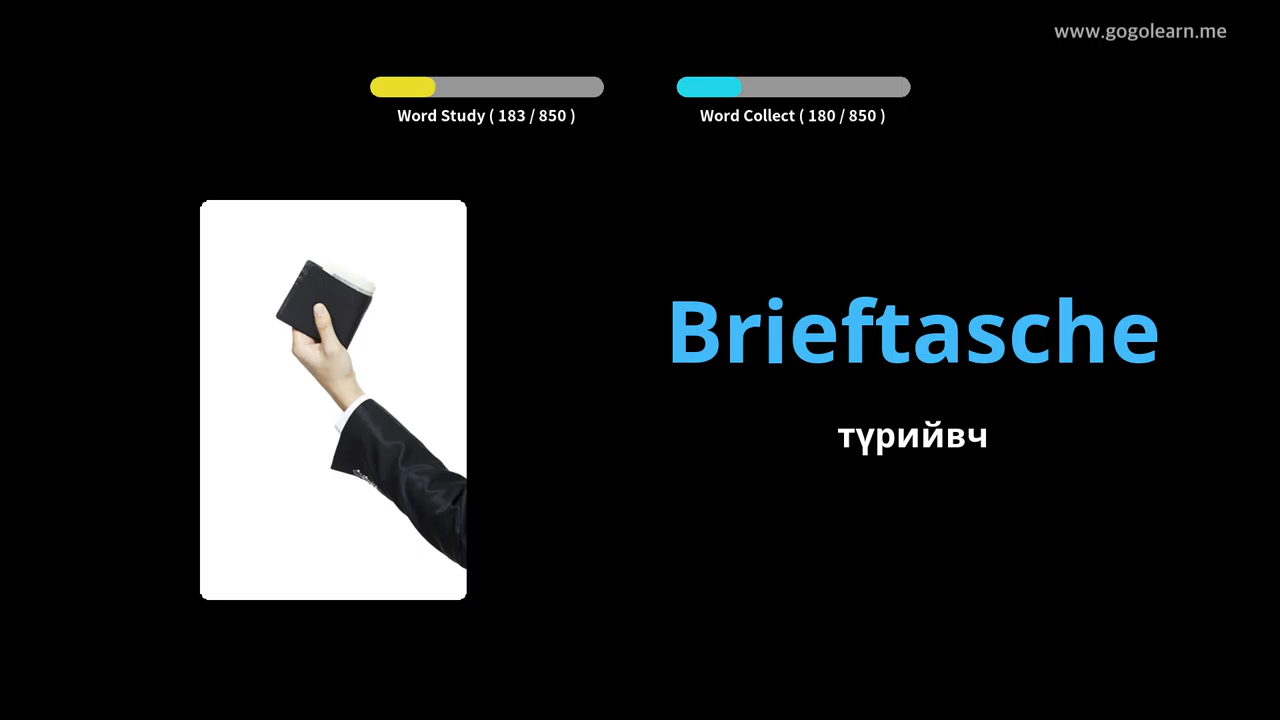 www.gogolearn.me
Word Study ( 183 / 850 )
Word Collect ( 180 / 850 )
Brieftasche
түрийвч